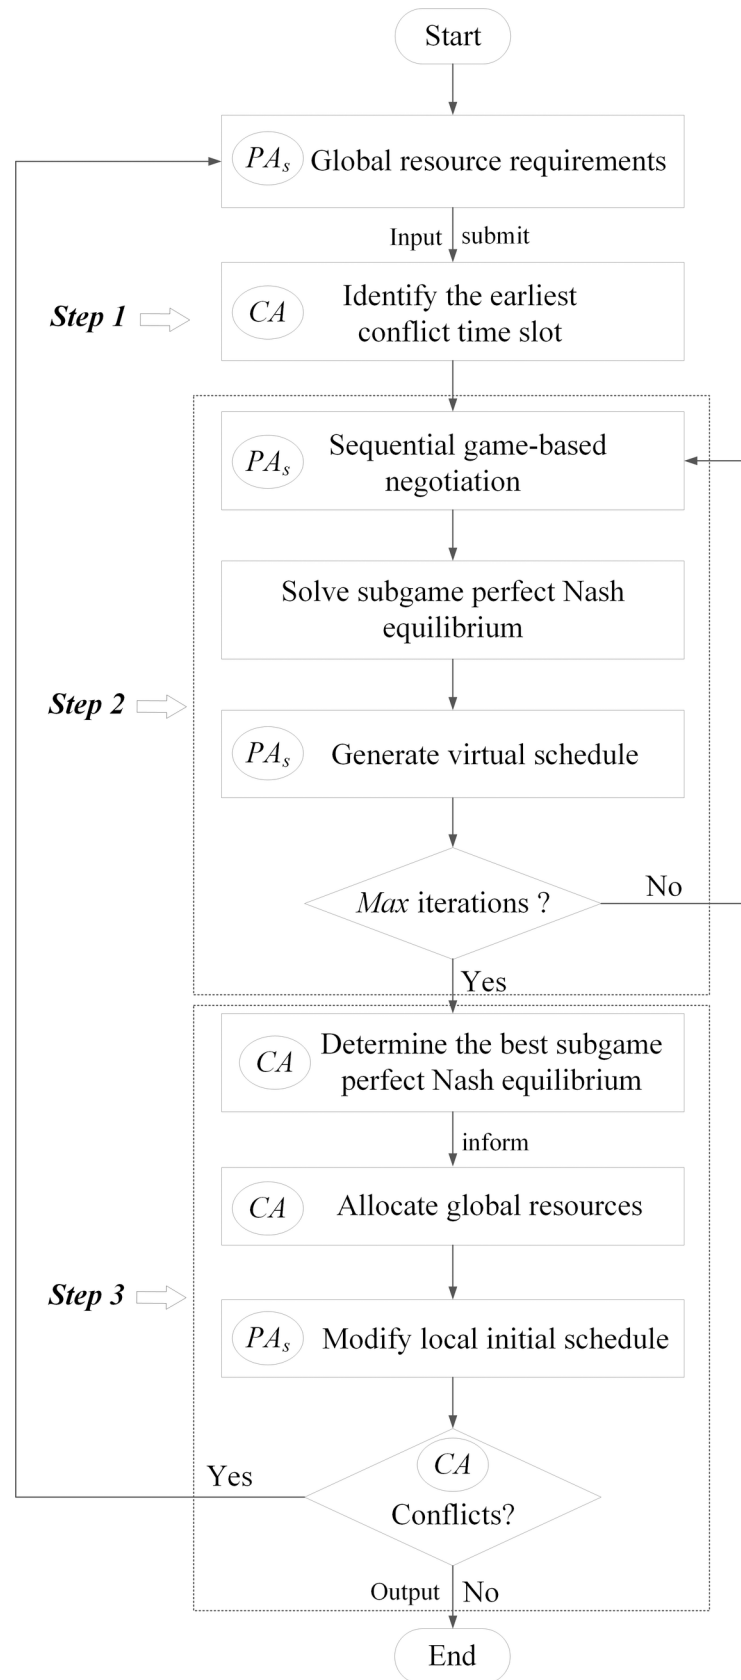 Start
PAs Global resource requirements
Input submit
Step 1
CA Identify the earliest
conflict time slot
PAs Sequential game-based
negotiation
Solve subgame perfect Nash
equilibrium
Step 2
PAs Generate virtual schedule
Max iterations ?
No
Yes
CA Determine the best subgame
perfect Nash equilibrium
inform
CA Allocate global resources
Step 3
PAs Modify local initial schedule
CA
Yes
Conflicts?
Output No
End